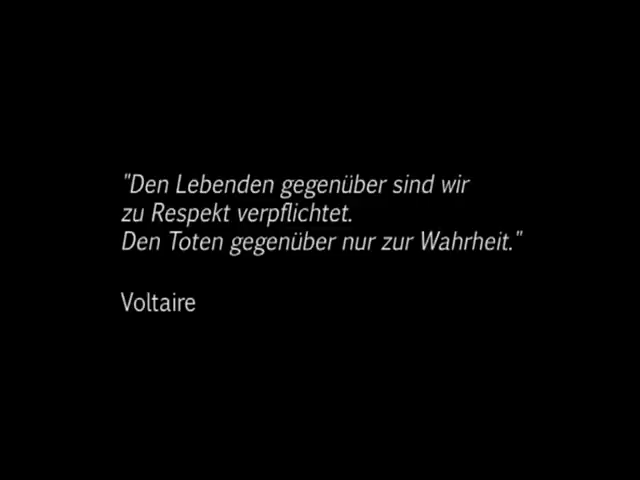 "Den Lebenden gegenüber sind wir
zu Respekt verpflichtet.
Den Toten gegenüber nur zur Wahrheit."
Voltaire